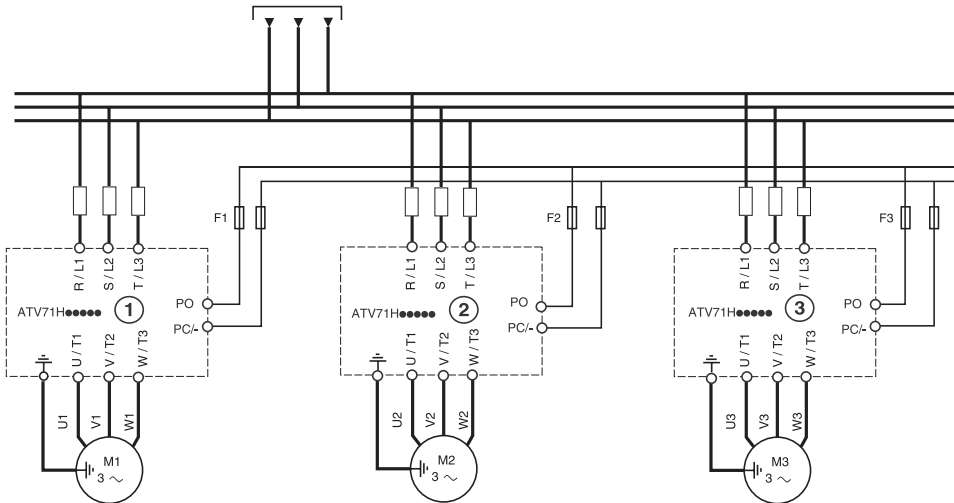 F1
F2
F3
R / L1
S / L2
T / L3
R / L1
S / L2
T / L3
R / L1
S / L2
T / L3
ATV71H●●●●●
1
PO
PC/-
ATV71H●●●●●
2
PO
PC/-
ATV71H●●●●●
3
PO
PC/-
U / T1
V / T2
W / T3
U / T1
V / T2
W / T3
U / T1
V / T2
W / T3
U1
V1
W1
U2
V2
W2
U3
V3
W3
M1
3 ~
M2
3 ~
M3
3 ~